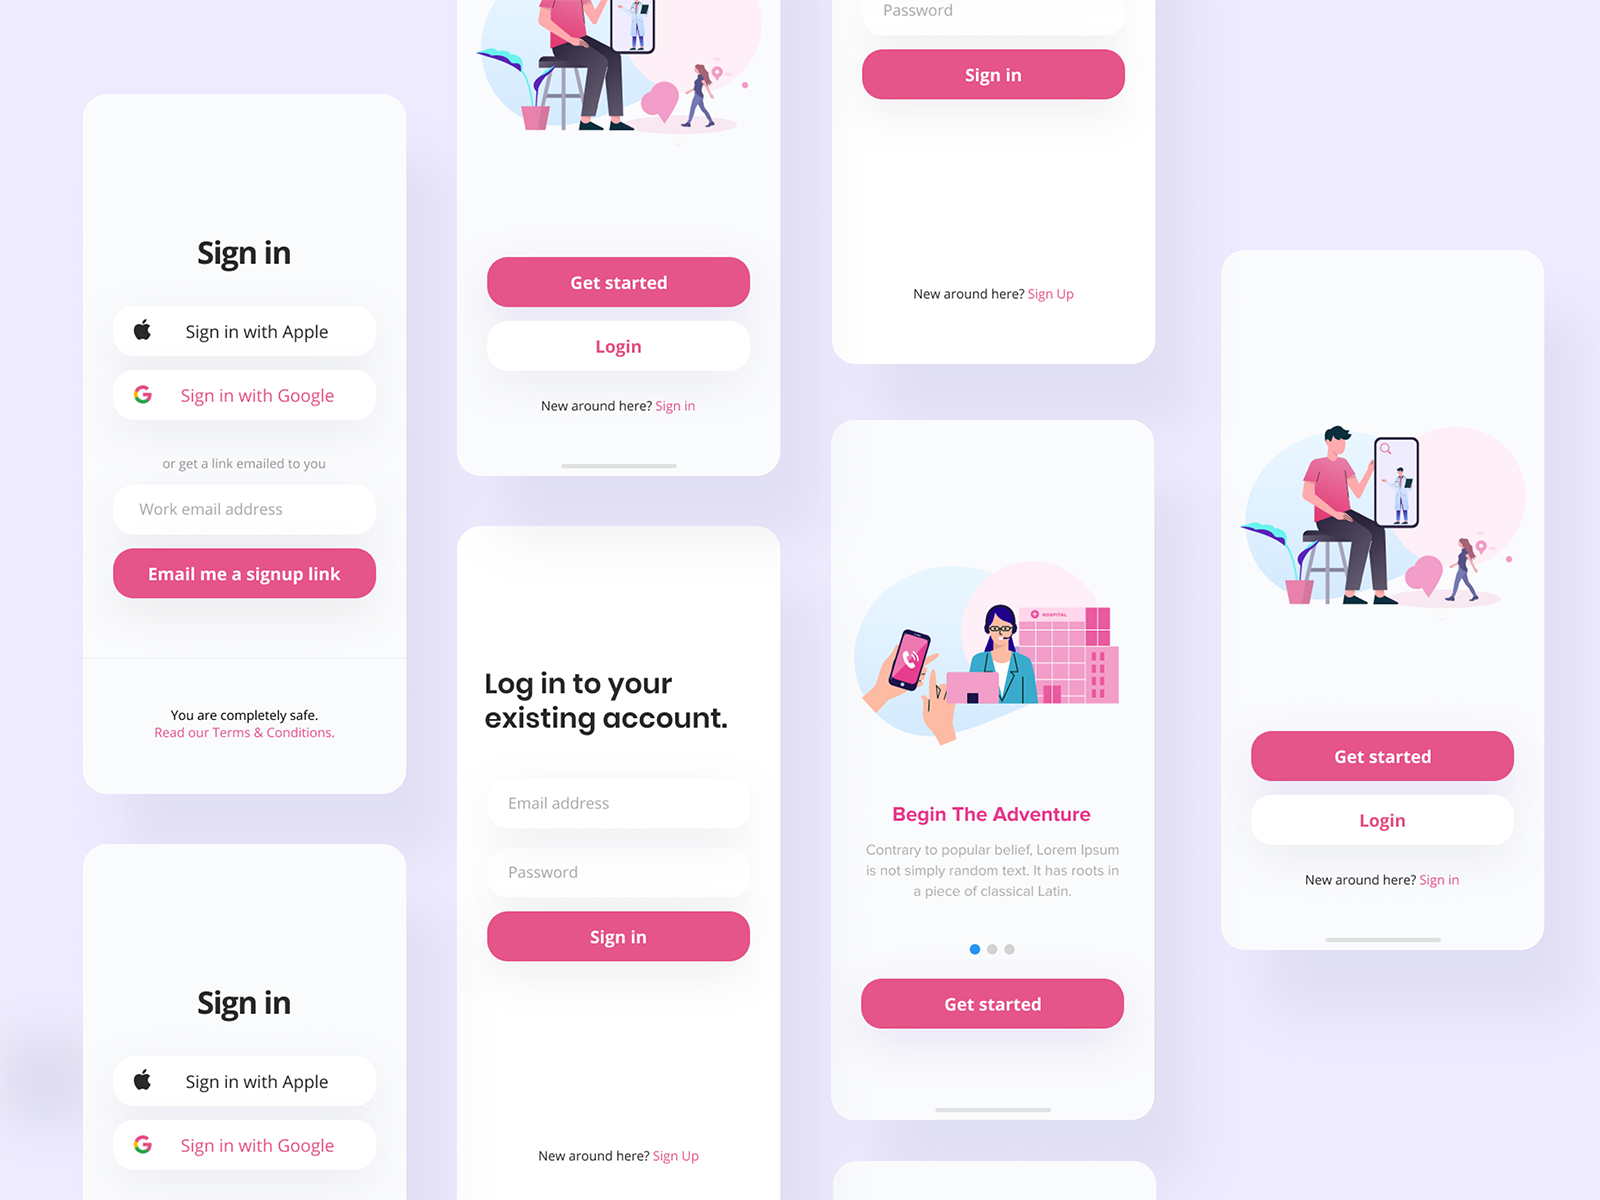 Sign in
Sign in with Apple
Sign in with Google
or get a link emailed to you
Work email address
Email me a signup link
You are completely safe.
Read our Terms & Conditions.
Sign in
Sign in with Apple
Sign in with Google
Get started
Login
New around here? Sign in
Log in to your
existing account.
Email address
Password
Sign in
New around here? Sign Up
Password
Sign in
New around here? Sign Up
HOSPITAL
Begin The Adventure
Contrary to popular belief, Lorem Ipsum
is not simply random text. It has roots in
a piece of classical Latin.
Get started
Get started
Login
New around here? Sign in